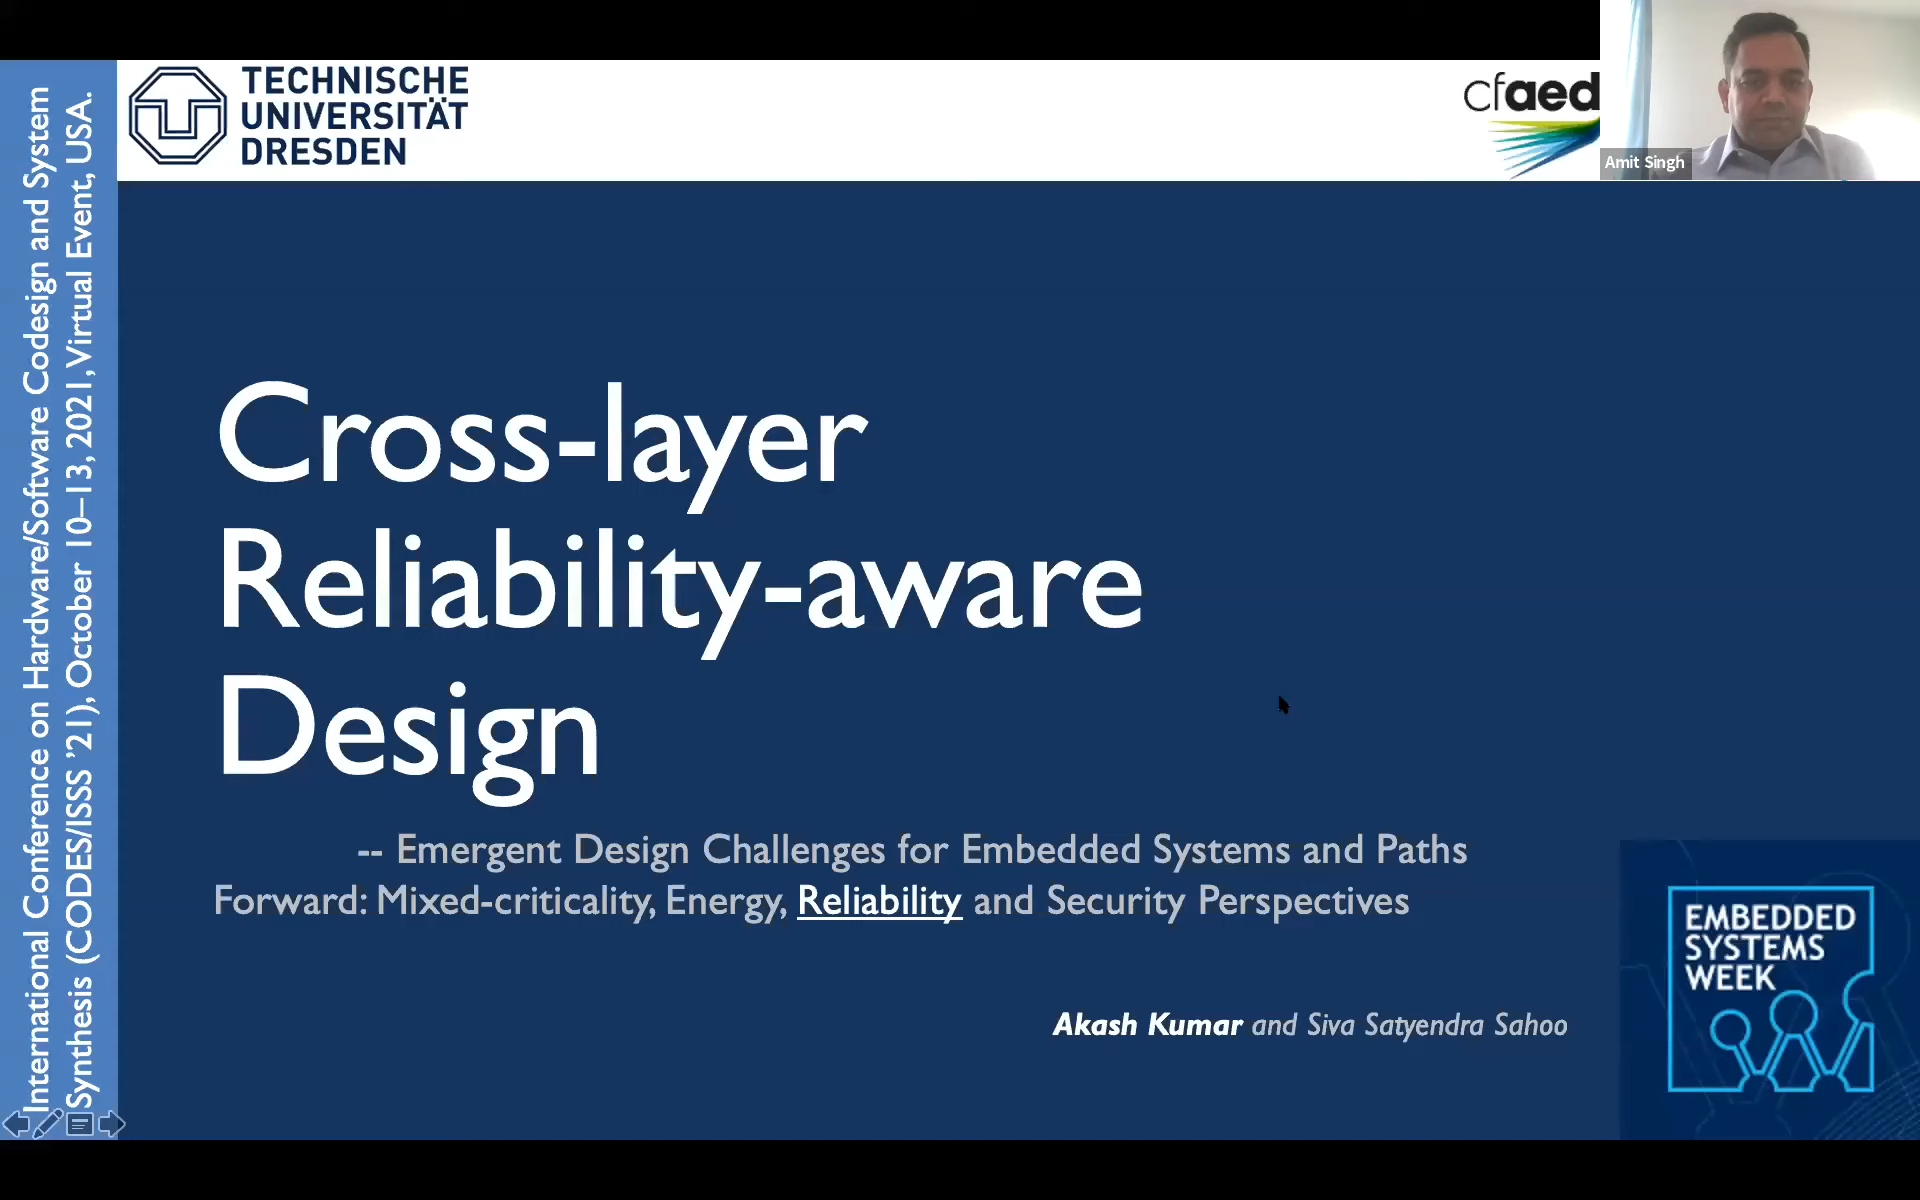 International Conference on Hardware/Software Codesign and System
Synthesis (CODES/ISSS ’21), October 10–13, 2021, Virtual Event, USA.
TECHNISCHE
UNIVERSITÄT
DRESDEN
cfaed
Amit Singh
Cross-layer
Reliability-aware
Design
-- Emergent Design Challenges for Embedded Systems and Paths
Forward: Mixed-criticality, Energy, Reliability and Security Perspectives
Akash Kumar and Siva Satyendra Sahoo
EMBEDDED
SYSTEMS
WEEK